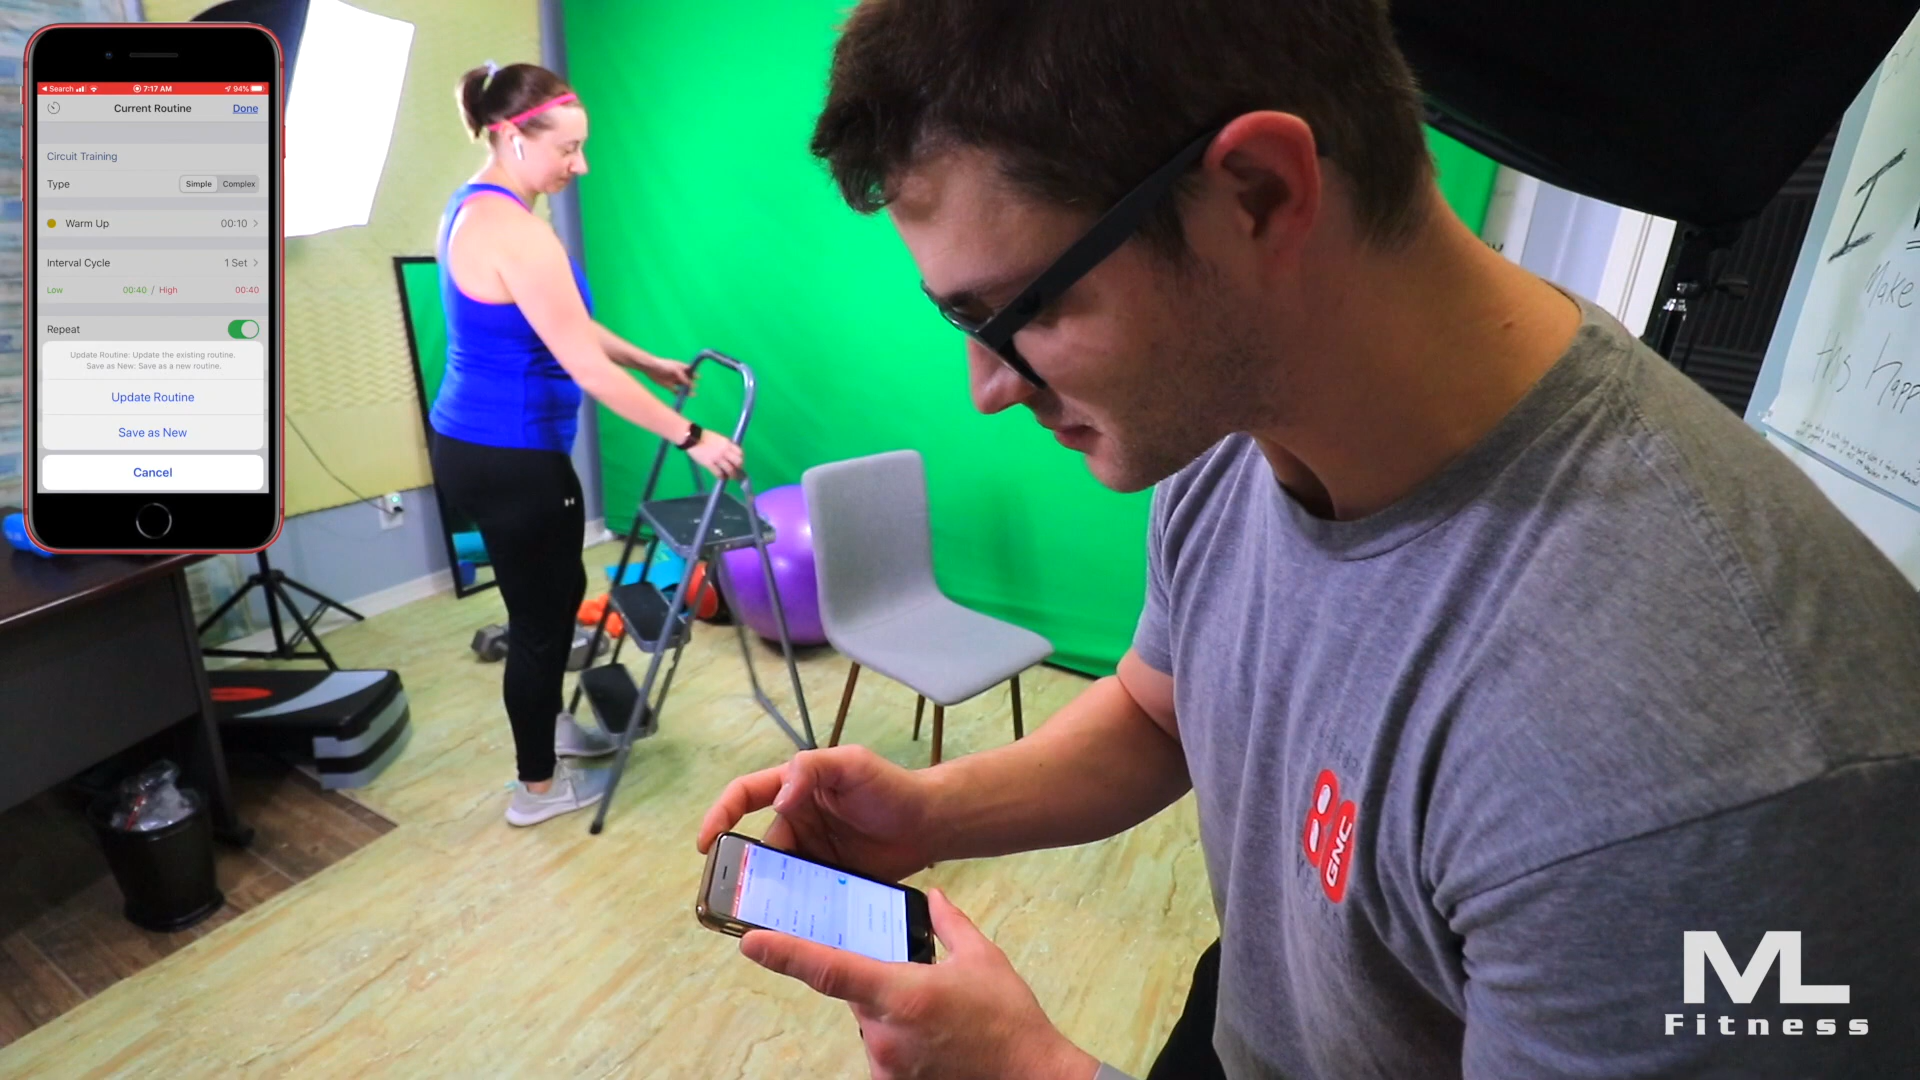 Search
7:17 AM
94%
Current Routine
Done
Circuit Training
Type
Simple
Complex
Warm Up
00:10
Interval Cycle
1 Set
Low
00:40 / High
00:40
Repeat
Update Routine: Update the existing routine.
Save as New: Save as a new routine.
Update Routine
Save as New
Cancel
I
Make
this happ
GNC
ML
Fitness